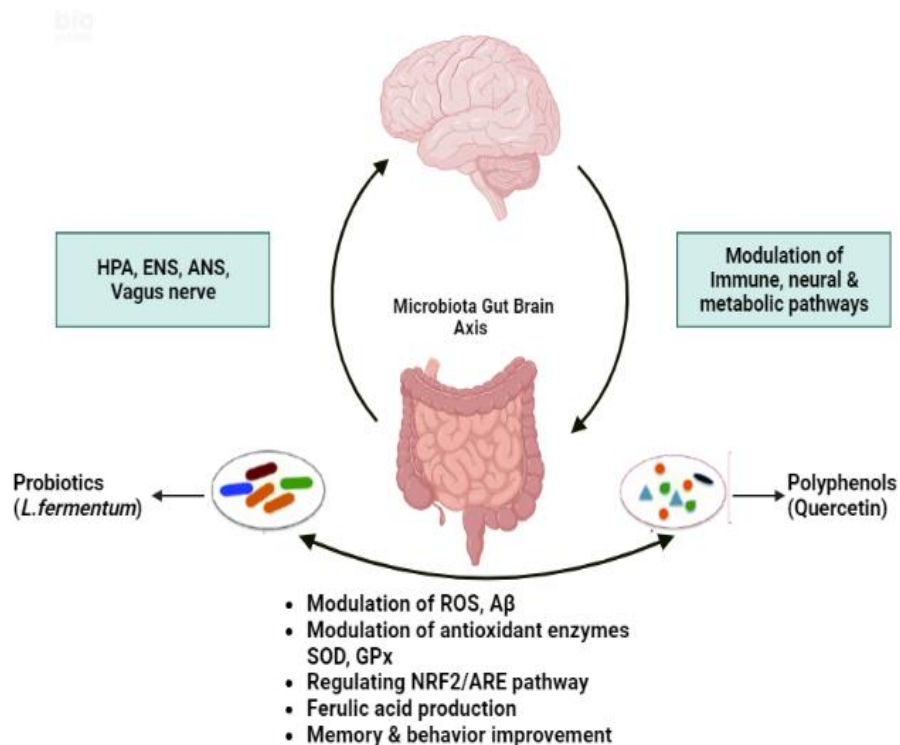 HPA, ENS, ANS,
Vagus nerve
Modulation of
Immune, neural &
metabolic pathways
Microbiota Gut Brain
Axis
Probiotics
(L.fermentum)
Polyphenols
(Quercetin)
• Modulation of ROS, Aβ
• Modulation of antioxidant enzymes
SOD, GPx
• Regulating NRF2/ARE pathway
• Ferulic acid production
• Memory & behavior improvement